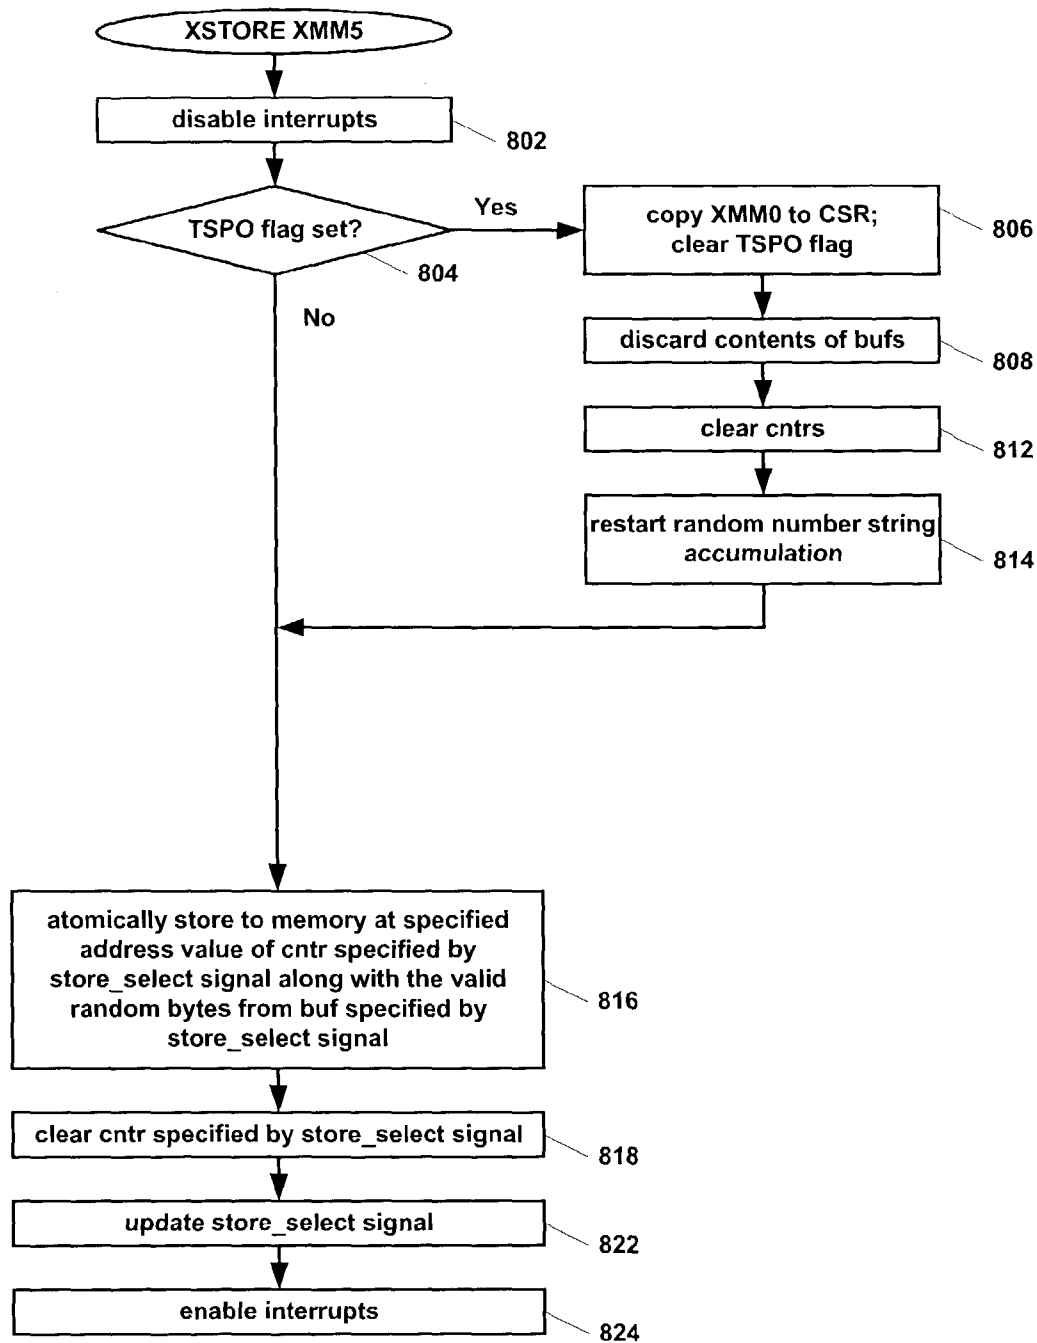 XSTORE XMM5
disable interrupts
802
TSPO flag set?
804
Yes
No
copy XMM0 to CSR;
clear TSPO flag
806
discard contents of bufs
808
clear cntrs
812
restart random number string
accumulation
814
atomically store to memory at specified
address value of cntr specified by
store_select signal along with the valid
random bytes from buf specified by
store_select signal
816
clear cntr specified by store_select signal
818
update store_select signal
822
enable interrupts
824